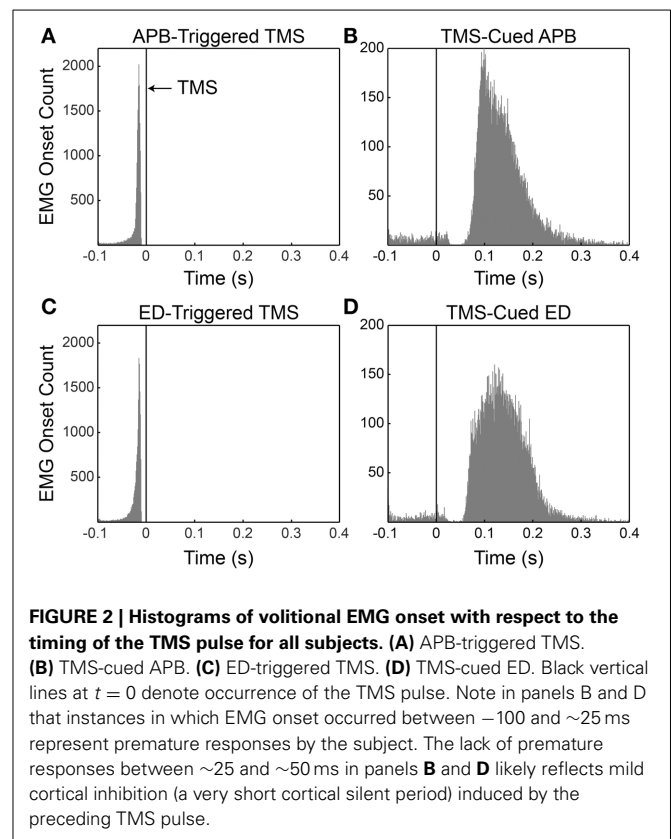 A
APB-Triggered TMS
EMG Onset Count
2000
1500
1000
500
TMS
-0.1 0 0.1 0.2 0.3 0.4
Time (s)
B
TMS-Cued APB
200
150
100
50
-0.1 0 0.1 0.2 0.3 0.4
Time (s)
C
ED-Triggered TMS
EMG Onset Count
2000
1500
1000
500
-0.1 0 0.1 0.2 0.3 0.4
Time (s)
D
TMS-Cued ED
200
150
100
50
-0.1 0 0.1 0.2 0.3 0.4
Time (s)
FIGURE 2 | Histograms of volitional EMG onset with respect to the
timing of the TMS pulse for all subjects. (A) APB-triggered TMS.
(B) TMS-cued APB. (C) ED-triggered TMS. (D) TMS-cued ED. Black vertical
lines at t = 0 denote occurrence of the TMS pulse. Note in panels B and D
that instances in which EMG onset occurred between −100 and ~25 ms
represent premature responses by the subject. The lack of premature
responses between ~25 and ~50 ms in panels B and D likely reflects mild
cortical inhibition (a very short cortical silent period) induced by the
preceding TMS pulse.